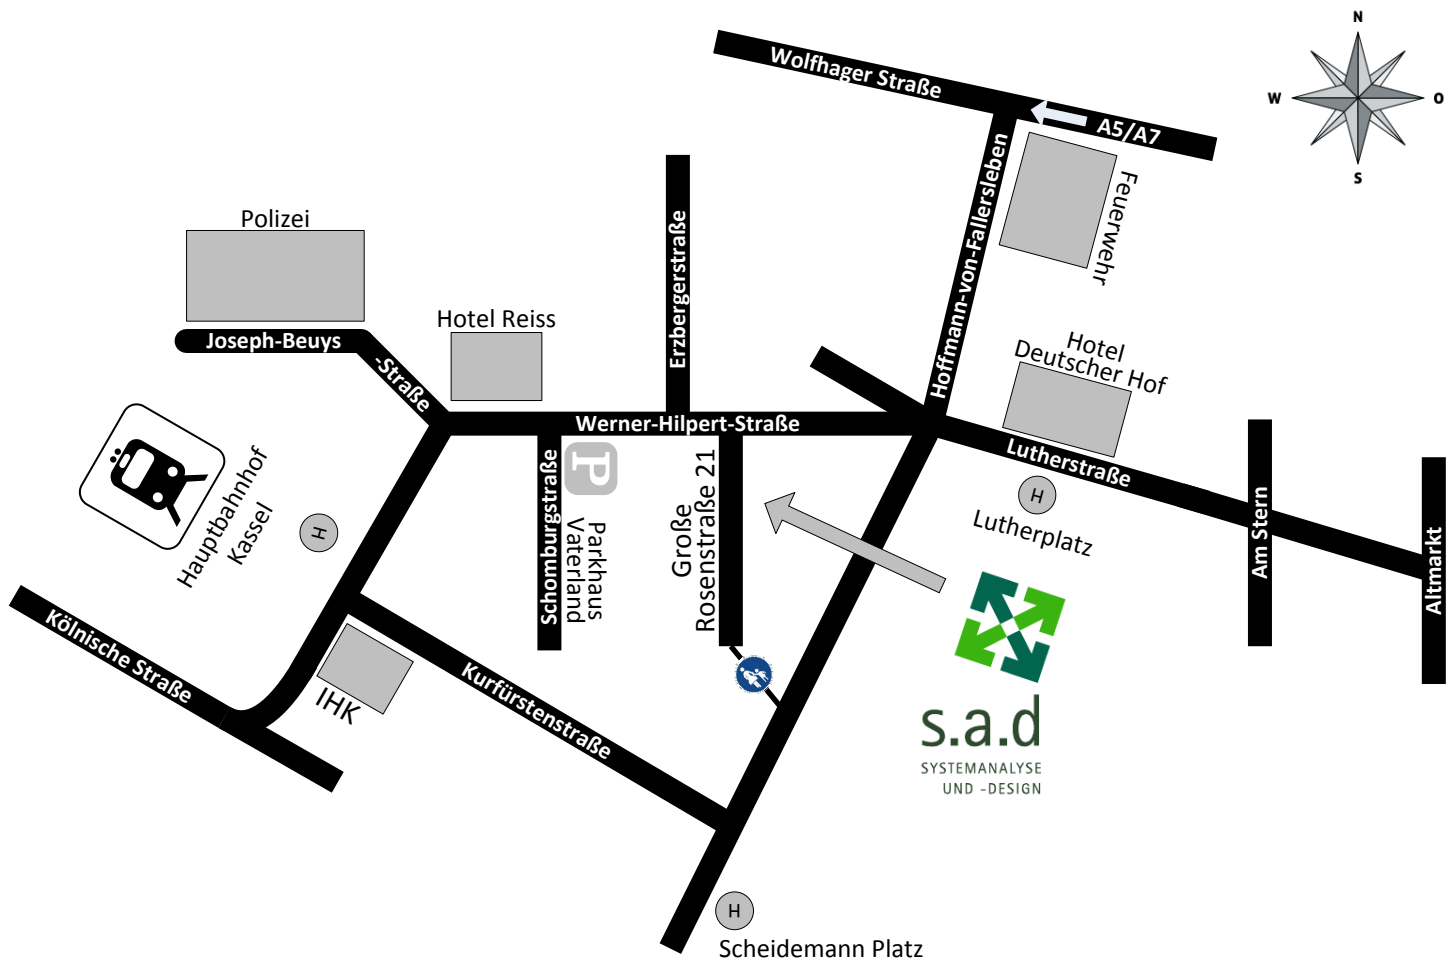 N
W
O
S
Wolfhager Straße
A5/A7
Hoffmann-von-Fallersleben
Feuerwehr
Polizei
Joseph-Beuys
-Straße
Hotel Reiss
Erzbergerstraße
Hotel
Deutscher Hof
Werner-Hilpert-Straße
Lutherstraße
H
Lutherplatz
Am Stern
Altmarkt
Hauptbahnhof
Kassel
H
Schomburgstraße
P
Parkhaus
Vaterland
Große
Rosenstraße 21
Kölnische Straße
IHK
Kurfürstenstraße
s.a.d
SYSTEMANALYSE
UND -DESIGN
H
Scheidemann Platz